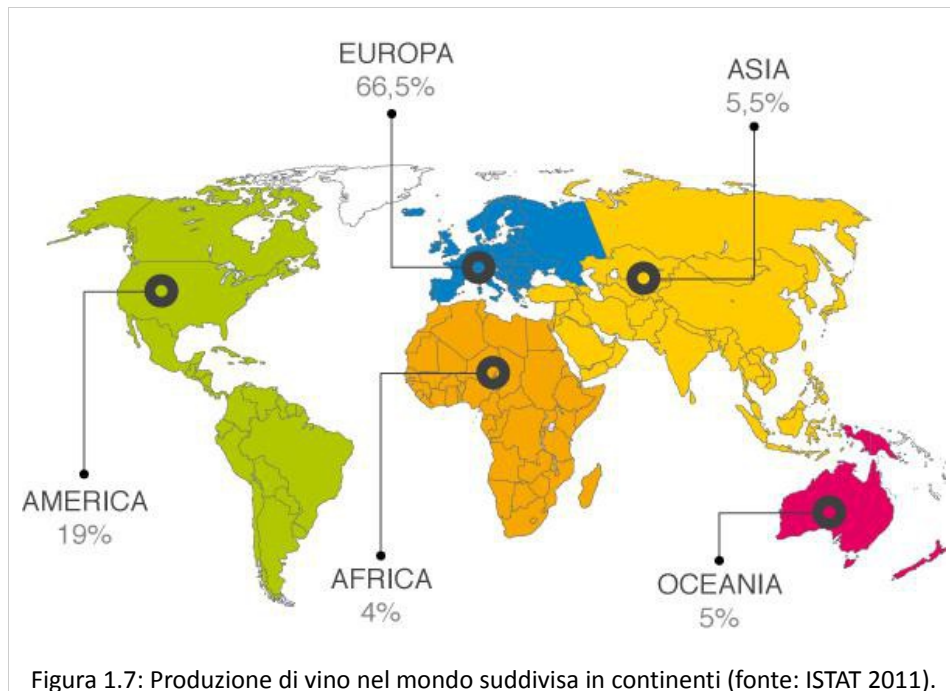 EUROPA
66,5%
ASIA
5,5%
AMERICA
19%
AFRICA
4%
OCEANIA
5%
Figura 1.7: Produzione di vino nel mondo suddivisa in continenti (fonte: ISTAT 2011).